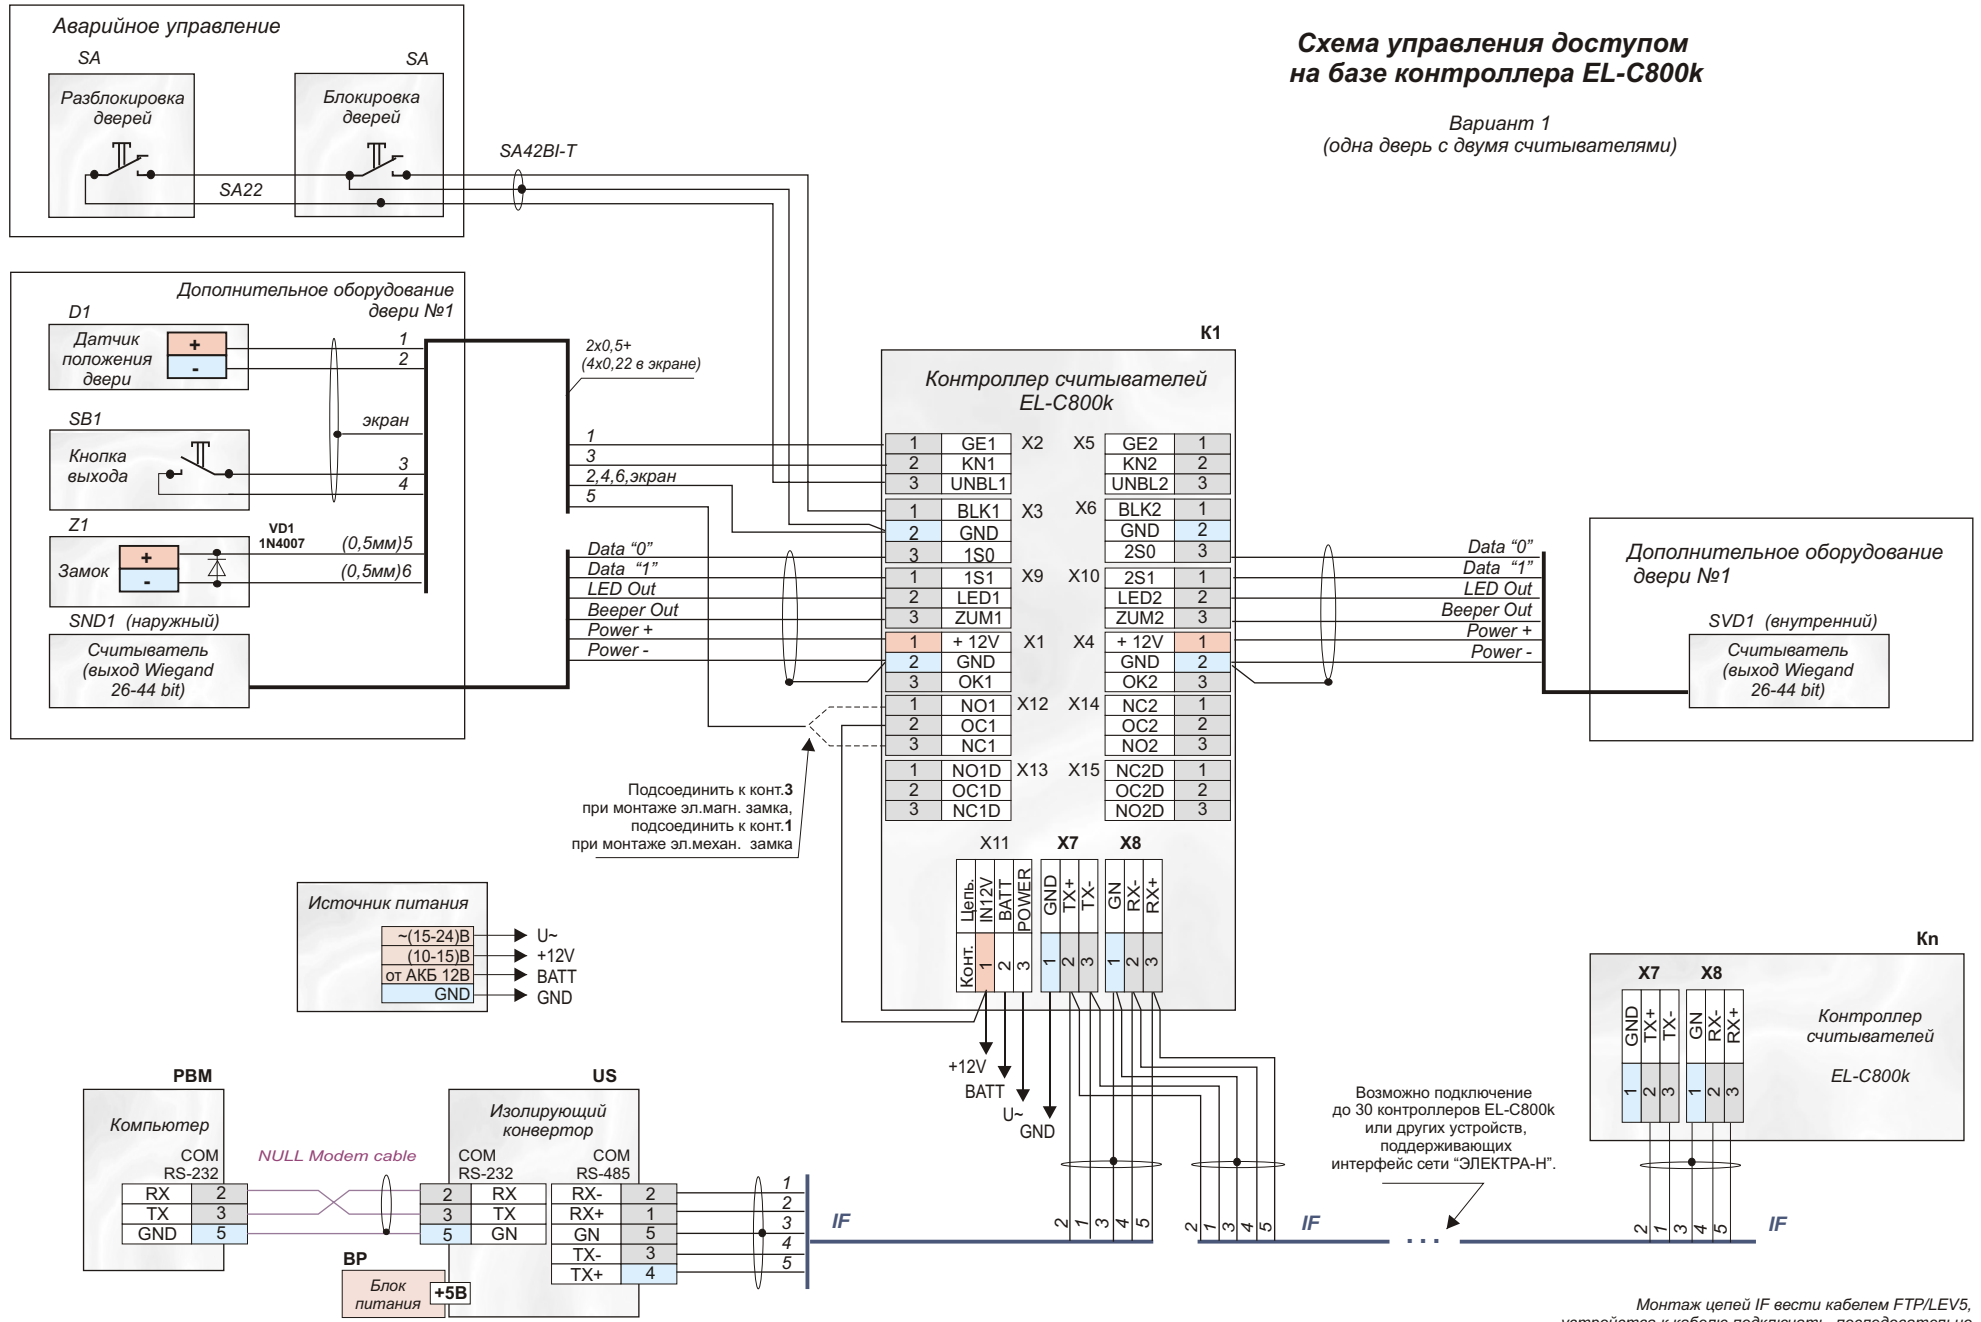 Аварийное управление
SA
SA
Разблокировка
дверей
Блокировка
дверей
SA42BI-T
SA22
Схема управления доступом
на базе контроллера EL-C800k
Вариант 1
(одна дверь с двумя считывателями)
Дополнительное оборудование
двери №1
D1
Датчик
положения
двери
+
-
1
2
экран
SB1
Кнопка
выхода
3
4
Z1
Замок
+
-
VD1
1N4007
(0,5мм)5
(0,5мм)6
SND1 (наружный)
Считыватель
(выход Wiegand
26-44 bit)
2x0,5+
(4x0,22 в экране)
1
3
2,4,6,экран
5
Data “0”
Data “1”
LED Out
Beeper Out
Power +
Power -
К1
Контроллер считывателей
EL-C800k
1 GE1 X2 X5 GE2 1
2 KN1 KN2 2
3 UNBL1 UNBL2 3
1 BLK1 X3 X6 BLK2 1
2 GND GND 2
3 1S0 2S0 3
1 1S1 X9 X10 2S1 1
2 LED1 LED2 2
3 ZUM1 ZUM2 3
1 + 12V X1 X4 + 12V 1
2 GND GND 2
3 OK1 OK2 3
1 NO1 X12 X14 NC2 1
2 OC1 OC2 2
3 NC1 NO2 3
1 NO1D X13 X15 NC2D 1
2 OC1D OC2D 2
3 NC1D NO2D 3
X11 X7 X8
Цепь. IN12V BATT POWER GND TX+ TX- GN RX- RX+
Конт. 1 2 3 1 2 3 1 2 3
Data “0”
Data “1”
LED Out
Beeper Out
Power +
Power -
Дополнительное оборудование
двери №1
SVD1 (внутренний)
Считыватель
(выход Wiegand
26-44 bit)
Подсоединить к конт.3
при монтаже эл.магн. замка,
подсоединить к конт.1
при монтаже эл.механ. замка
Источник питания
~(15-24)В U~
(10-15)В +12V
от АКБ 12В BATT
GND GND
+12V
BATT
U~
GND
PBM
Компьютер
COM
RS-232
RX 2
TX 3
GND 5
NULL Modem cable
US
Изолирующий
конвертор
COM
RS-232
COM
RS-485
2 RX
3 TX
5 GN
RX- 2 1
RX+ 1 2
GN 5 3
TX- 3 4
TX+ 4 5
BP
Блок
питания
+5В
IF
2 1 3 4 5
2 1 3 4 5
IF
Возможно подключение
до 30 контроллеров EL-C800k
или других устройств,
поддерживающих
интерфейс сети “ЭЛЕКТРА-Н”.
. . .
Кn
X7 X8
GND TX+ TX- GN RX- RX+
1 2 3 1 2 3
Контроллер
считывателей
EL-C800k
2 1 3 4 5
IF
Монтаж цепей IF вести кабелем FTP/LEV5,
устройства к кабелю подключать последовательно